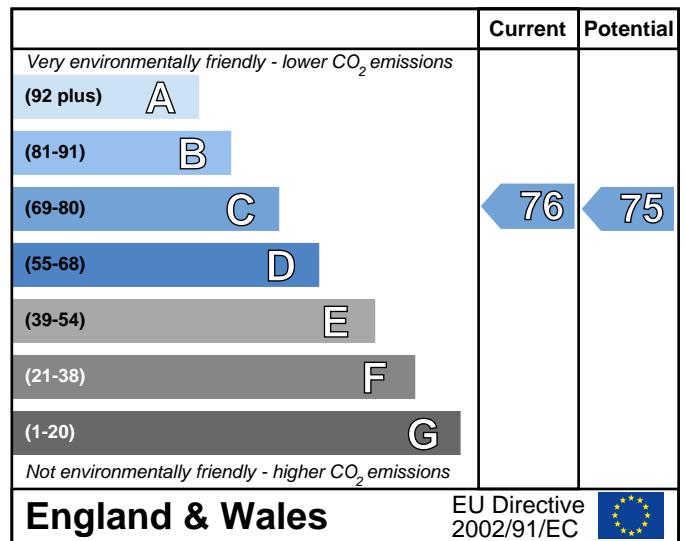 Current Potential
Very environmentally friendly - lower CO2 emissions
(92 plus) A
(81-91) B
(69-80) C 76 75
(55-68) D
(39-54) E
(21-38) F
(1-20) G
Not environmentally friendly - higher CO2 emissions
England & Wales
EU Directive
2002/91/EC